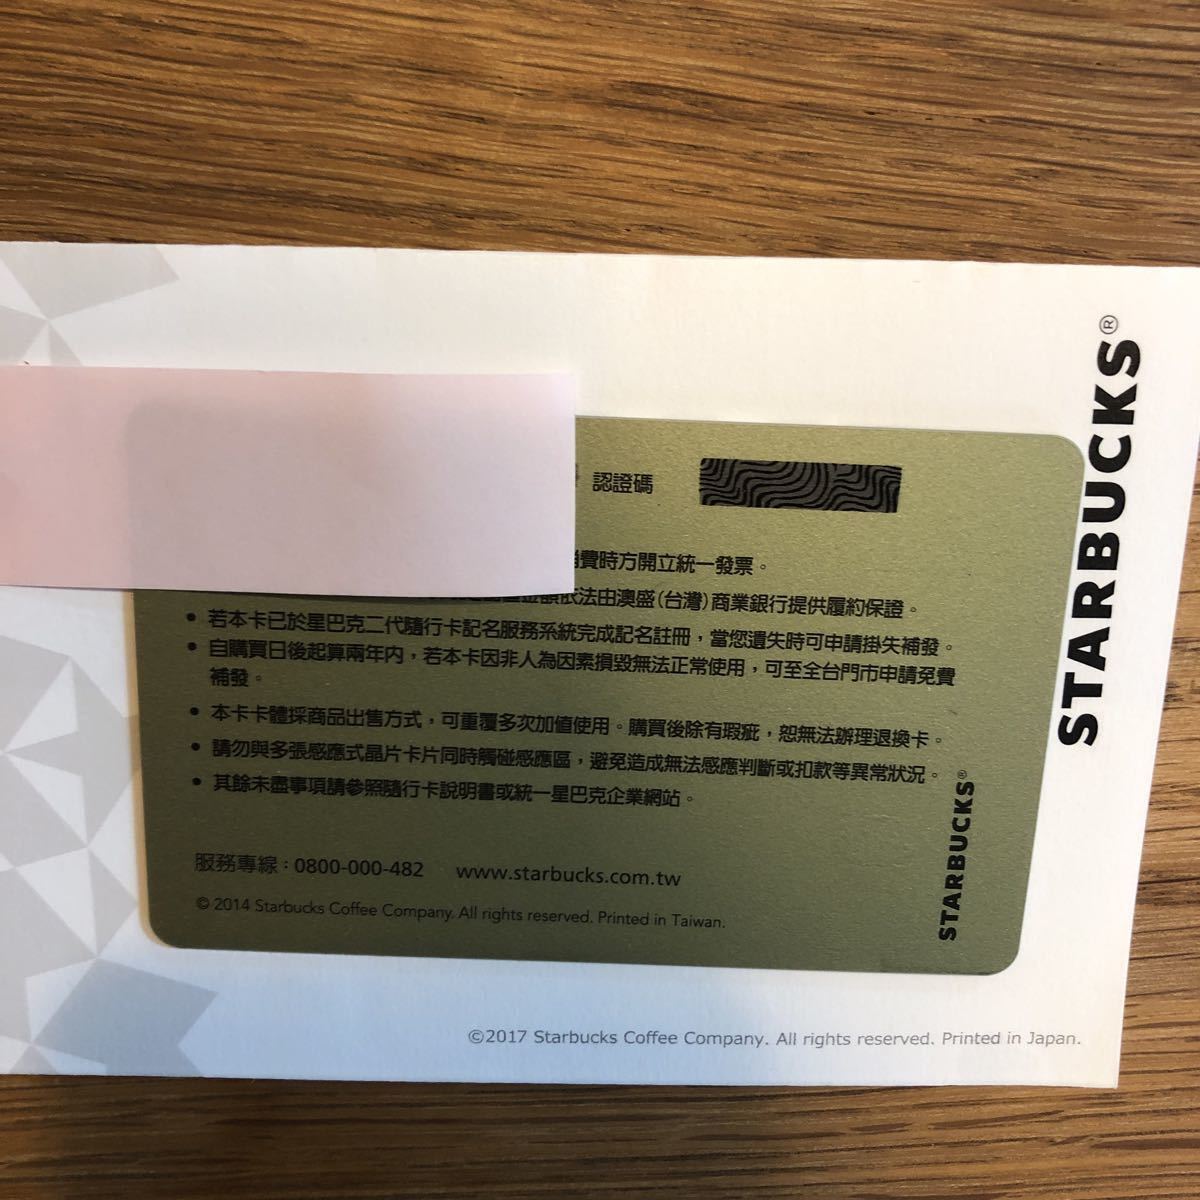 認證碼
消費時方開立統一發票。
金額依法由澳盛(台灣)商業銀行提供履約保證。
• 若本卡已於星巴克二代隨行卡記名服務系統完成記名註冊，當您遺失時可申請掛失補發。
• 自購買日後起算兩年內，若本卡因非人為因素損毀無法正常使用，可至全台門市申請免費
補發。
• 本卡卡體採商品出售方式，可重覆多次加值使用。購買後除有瑕疵，恕無法辦理退換卡。
• 請勿與多張感應式晶片卡片同時觸碰感應區，避免造成無法感應判斷或扣款等異常狀況。
• 其餘未盡事項請參照隨行卡說明書或統一星巴克企業網站。
服務專線：0800-000-482 www.starbucks.com.tw
© 2014 Starbucks Coffee Company. All rights reserved. Printed in Taiwan.
STARBUCKS®
STARBUCKS®
©2017 Starbucks Coffee Company. All rights reserved. Printed in Japan.